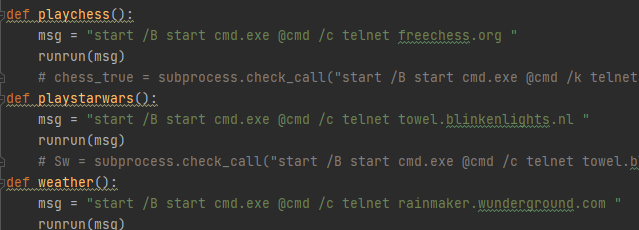 def playchess():
    msg = "start /B start cmd.exe @cmd /c telnet freechess.org "
    runrun(msg)
    # chess_true = subprocess.check_call("start /B start cmd.exe @cmd /k telnet
def playstarwars():
    msg = "start /B start cmd.exe @cmd /c telnet towel.blinkenlights.nl "
    runrun(msg)
    # Sw = subprocess.check_call("start /B start cmd.exe @cmd /c telnet towel.b
def weather():
    msg = "start /B start cmd.exe @cmd /c telnet rainmaker.wunderground.com "
    runrun(msg)